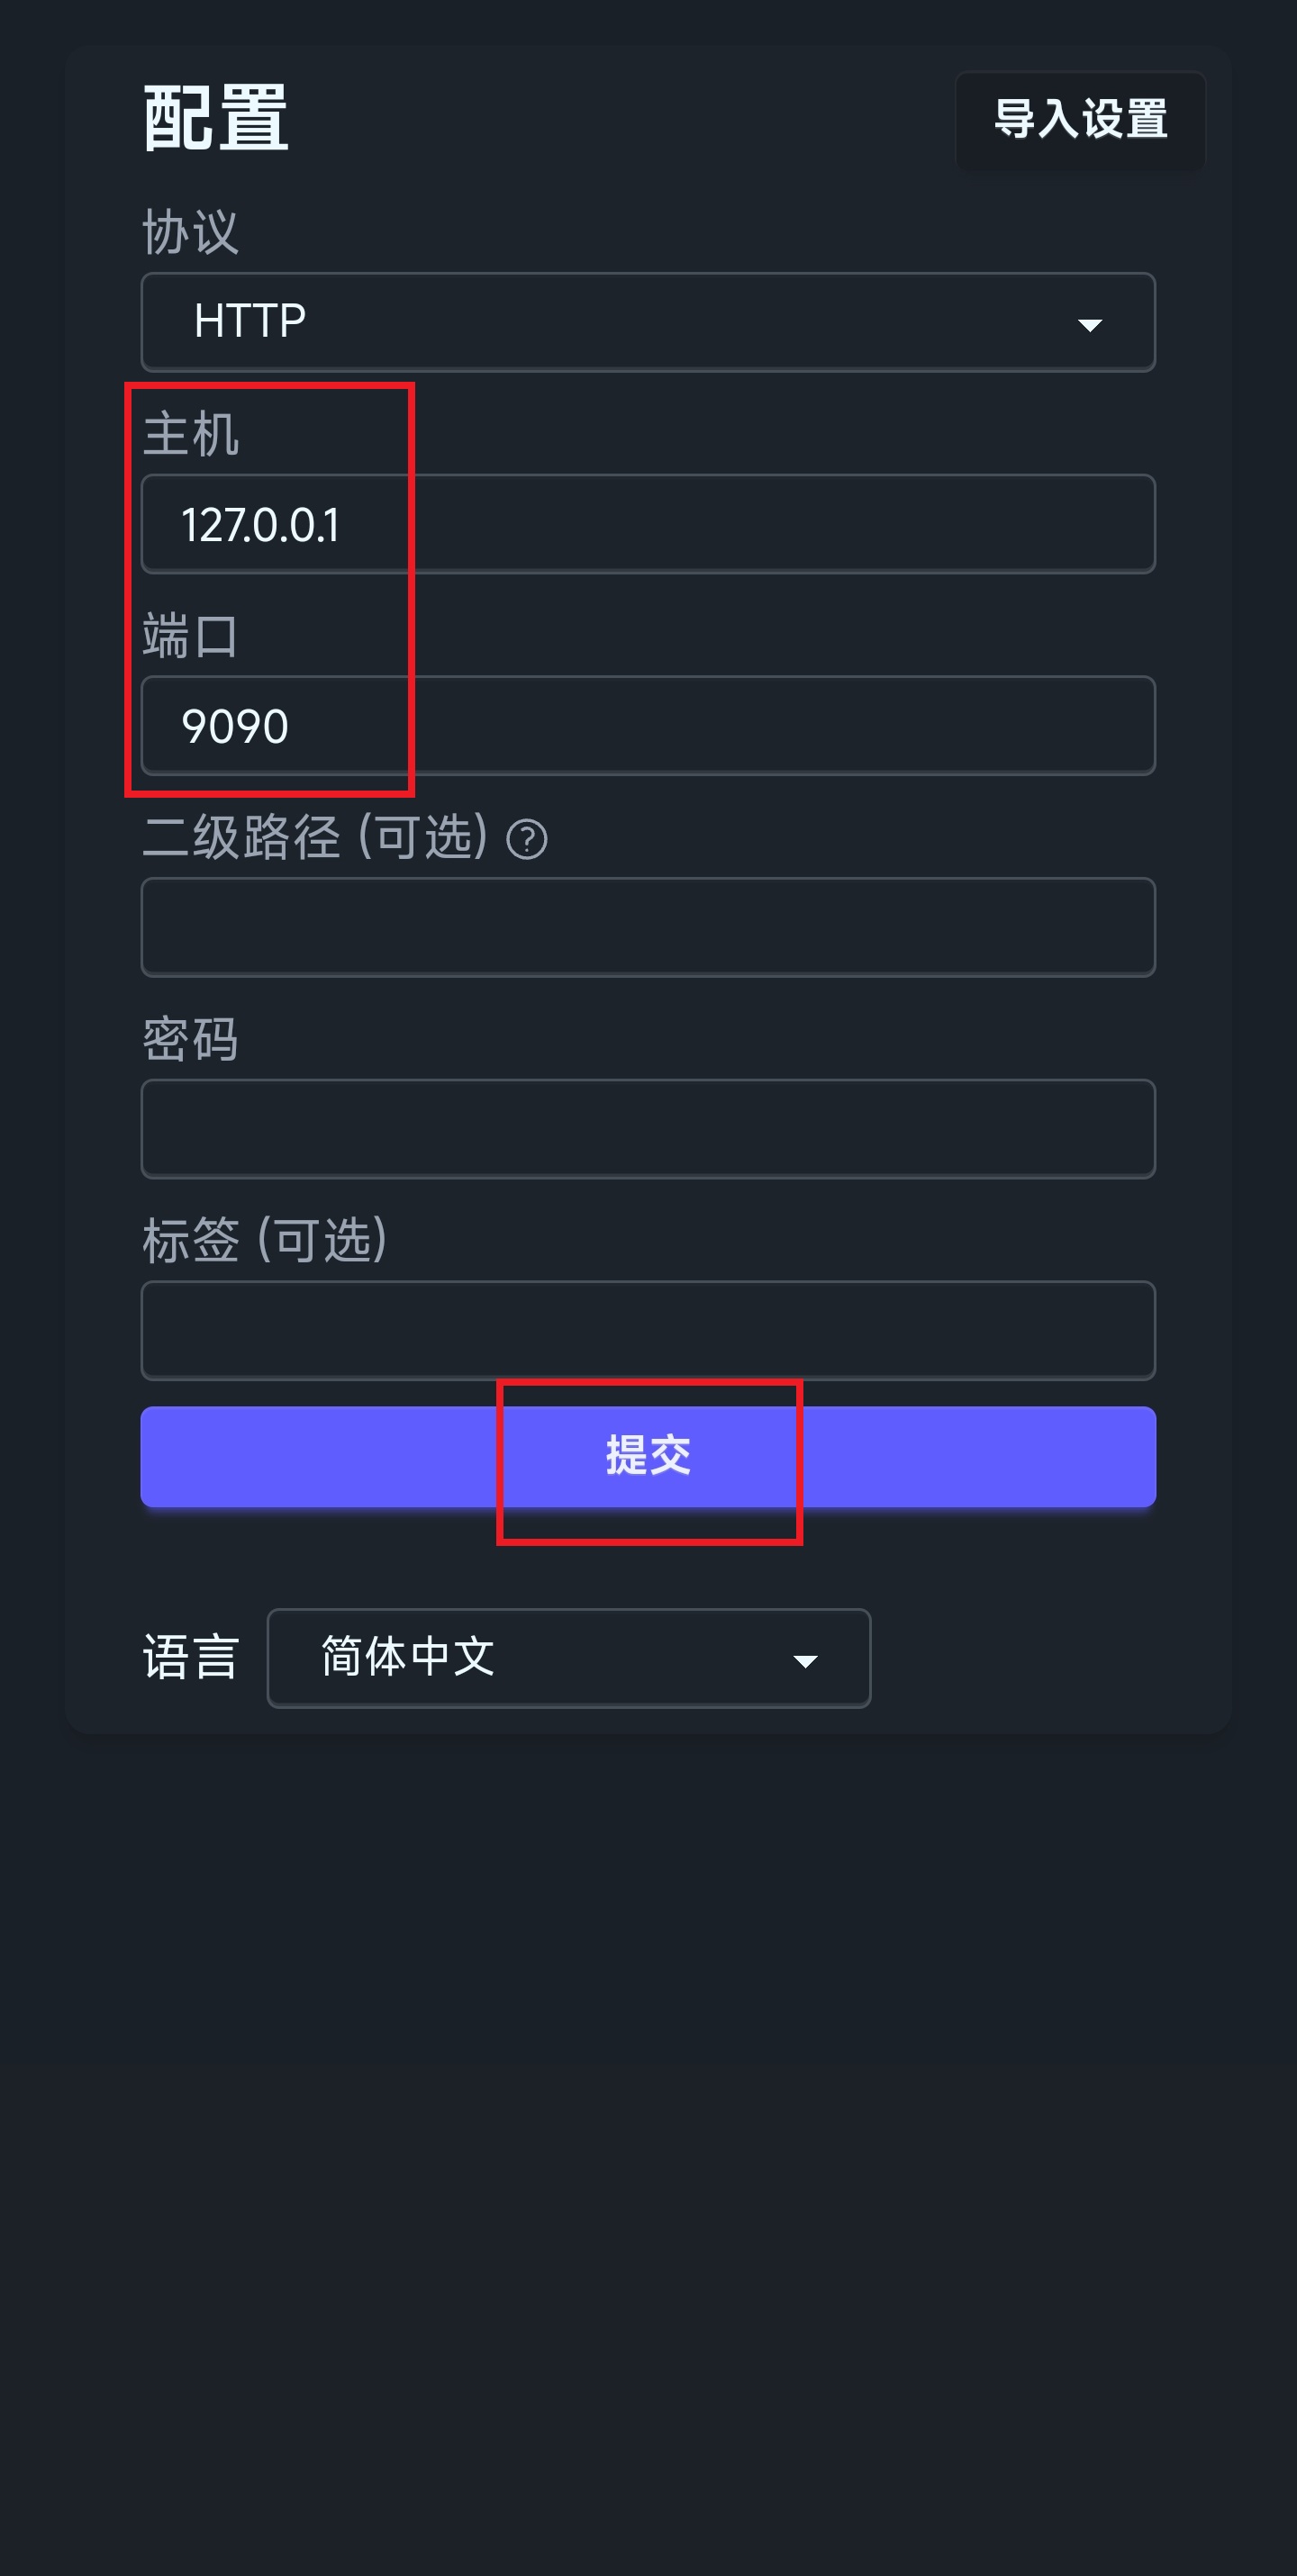 配置
导入设置
协议
HTTP
主机
127.0.0.1
端口
9090
二级路径 (可选) ?
密码
标签 (可选)
提交
语言 简体中文